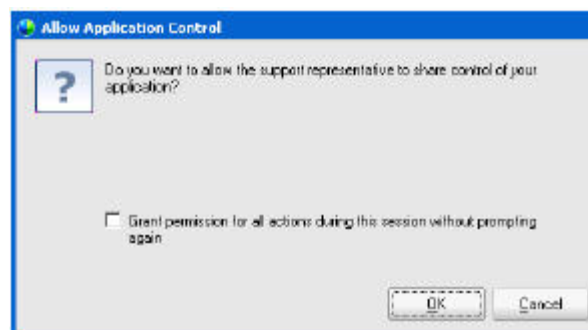 Allow Application Control
Do you want to allow the support representative to share control of your
application?
Grant permission for all actions during this session without prompting
again
OK
Cancel